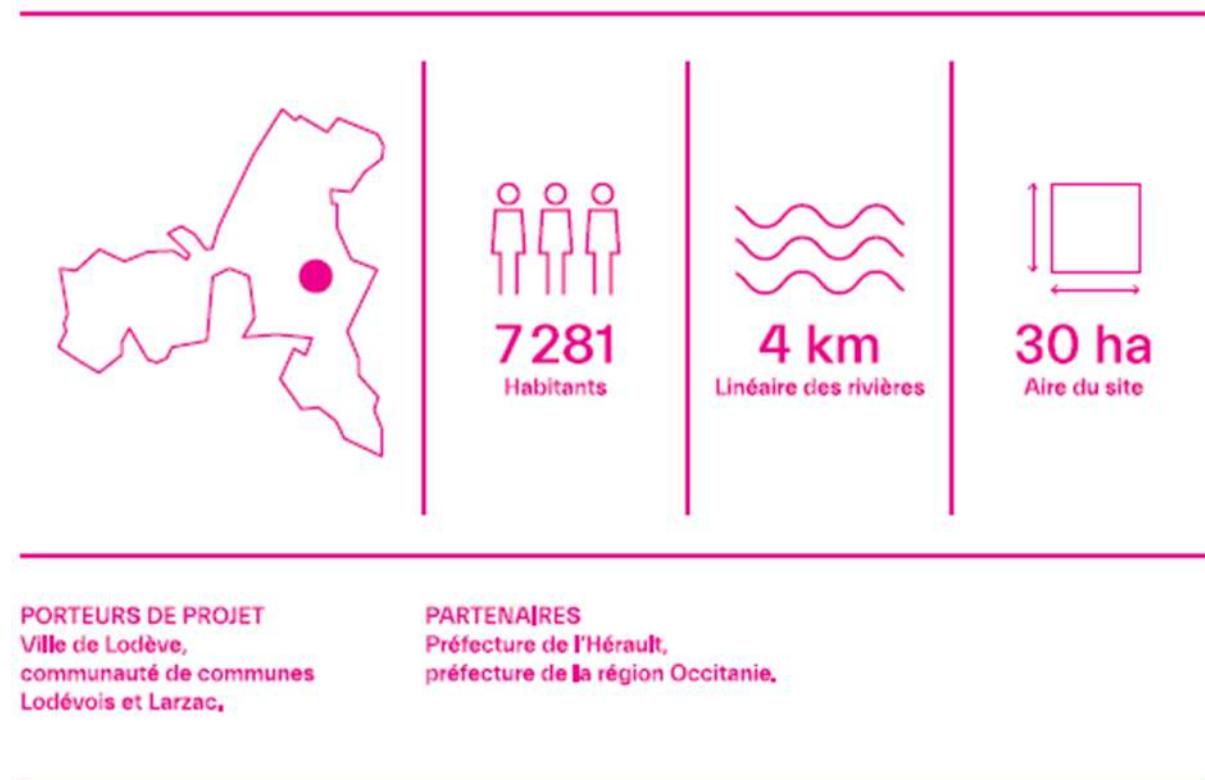 7281
Habitants
4 km
Linéaire des rivières
30 ha
Aire du site
PORTEURS DE PROJET
Ville de Lodève,
communauté de communes
Lodévois et Larzac.
PARTENAIRES
Préfecture de l'Hérault,
préfecture de la région Occitanie.